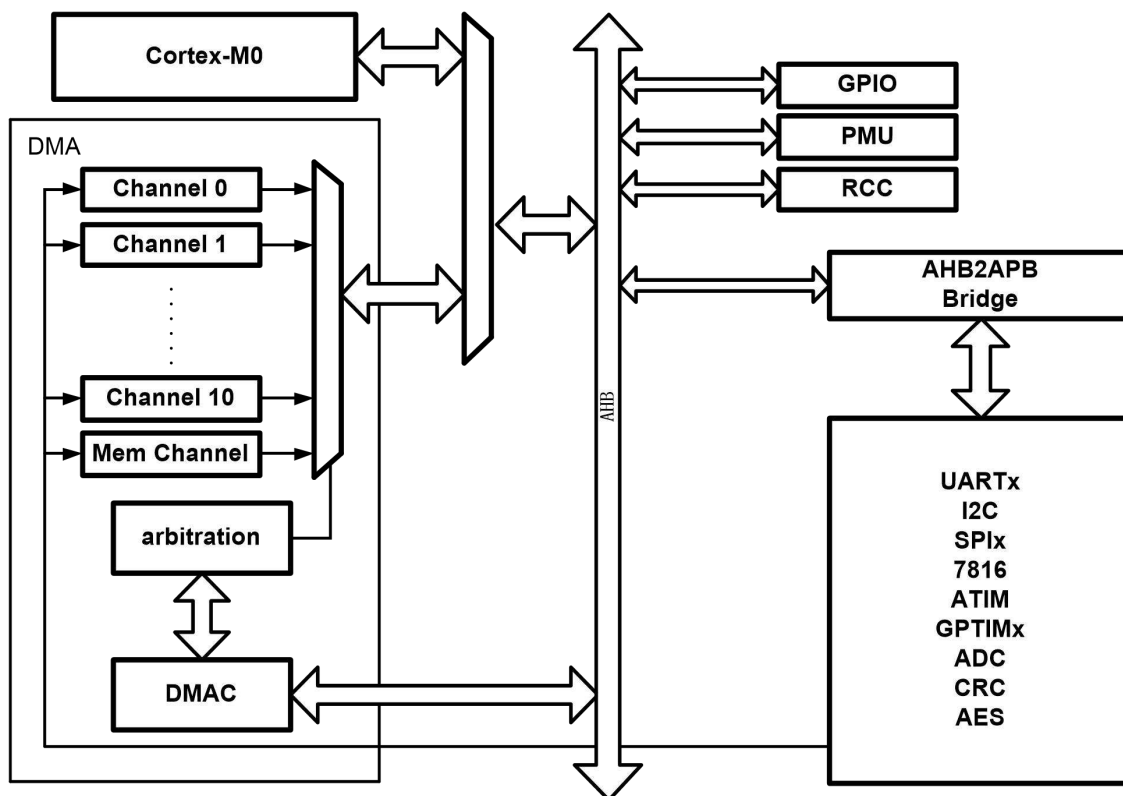 Cortex-M0
DMA
Channel 0
Channel 1
Channel 10
Mem Channel
arbitration
DMAC
AHB
GPIO
PMU
RCC
AHB2APB
Bridge
UARTx
I2C
SPIx
7816
ATIM
GPTIMx
ADC
CRC
AES